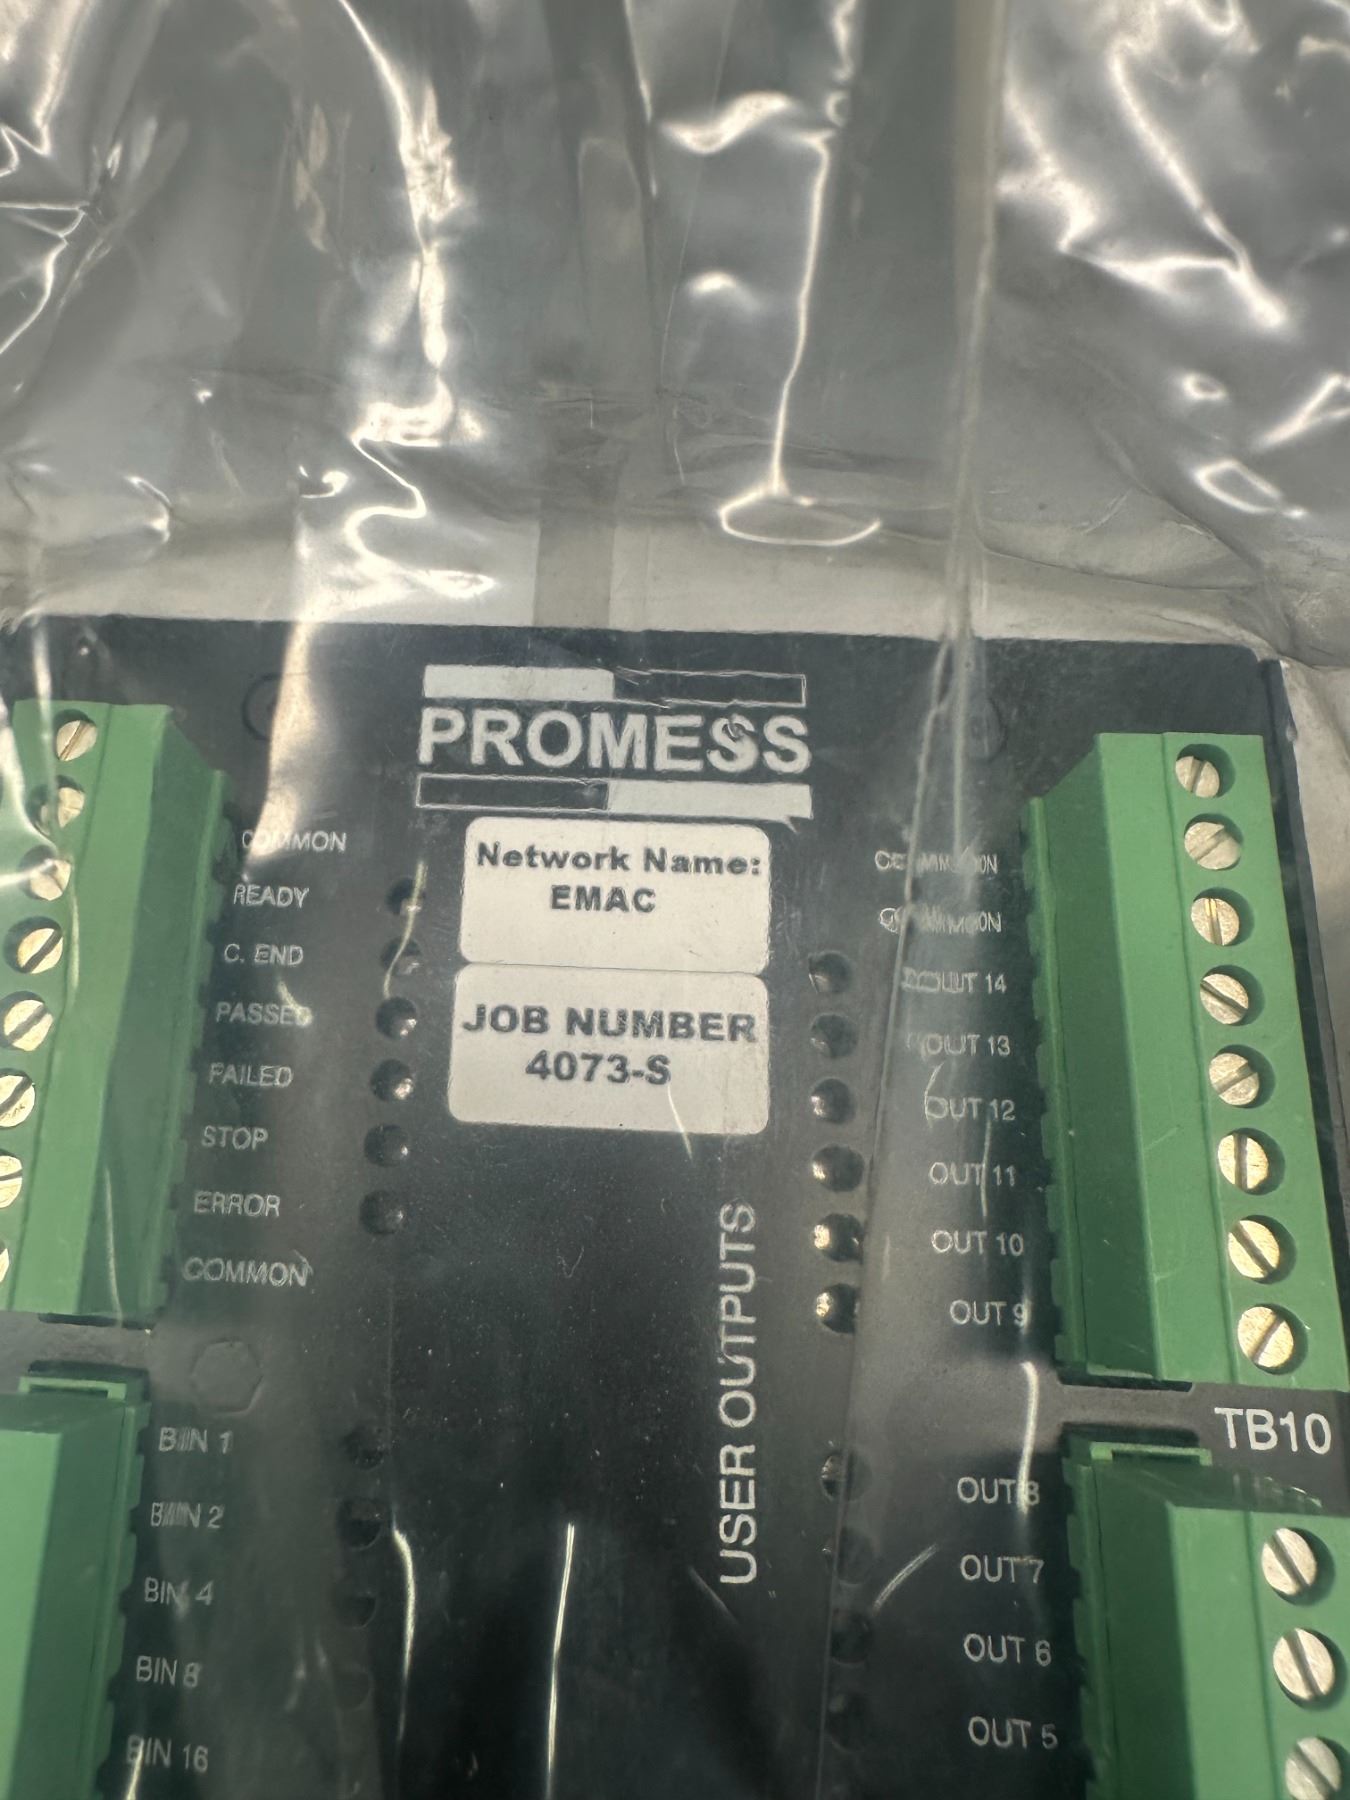 PROMESS
Network Name:
EMAC
JOB NUMBER
4073-S
COMMON
READY
C. END
PASSED
FAILED
STOP
ERROR
COMMON
BIN 1
BIN 2
BIN 4
BIN 8
BIN 16
USER OUTPUTS
COMMON
COMMON
OUT 14
OUT 13
OUT 12
OUT 11
OUT 10
OUT 9
TB10
OUT 8
OUT 7
OUT 6
OUT 5